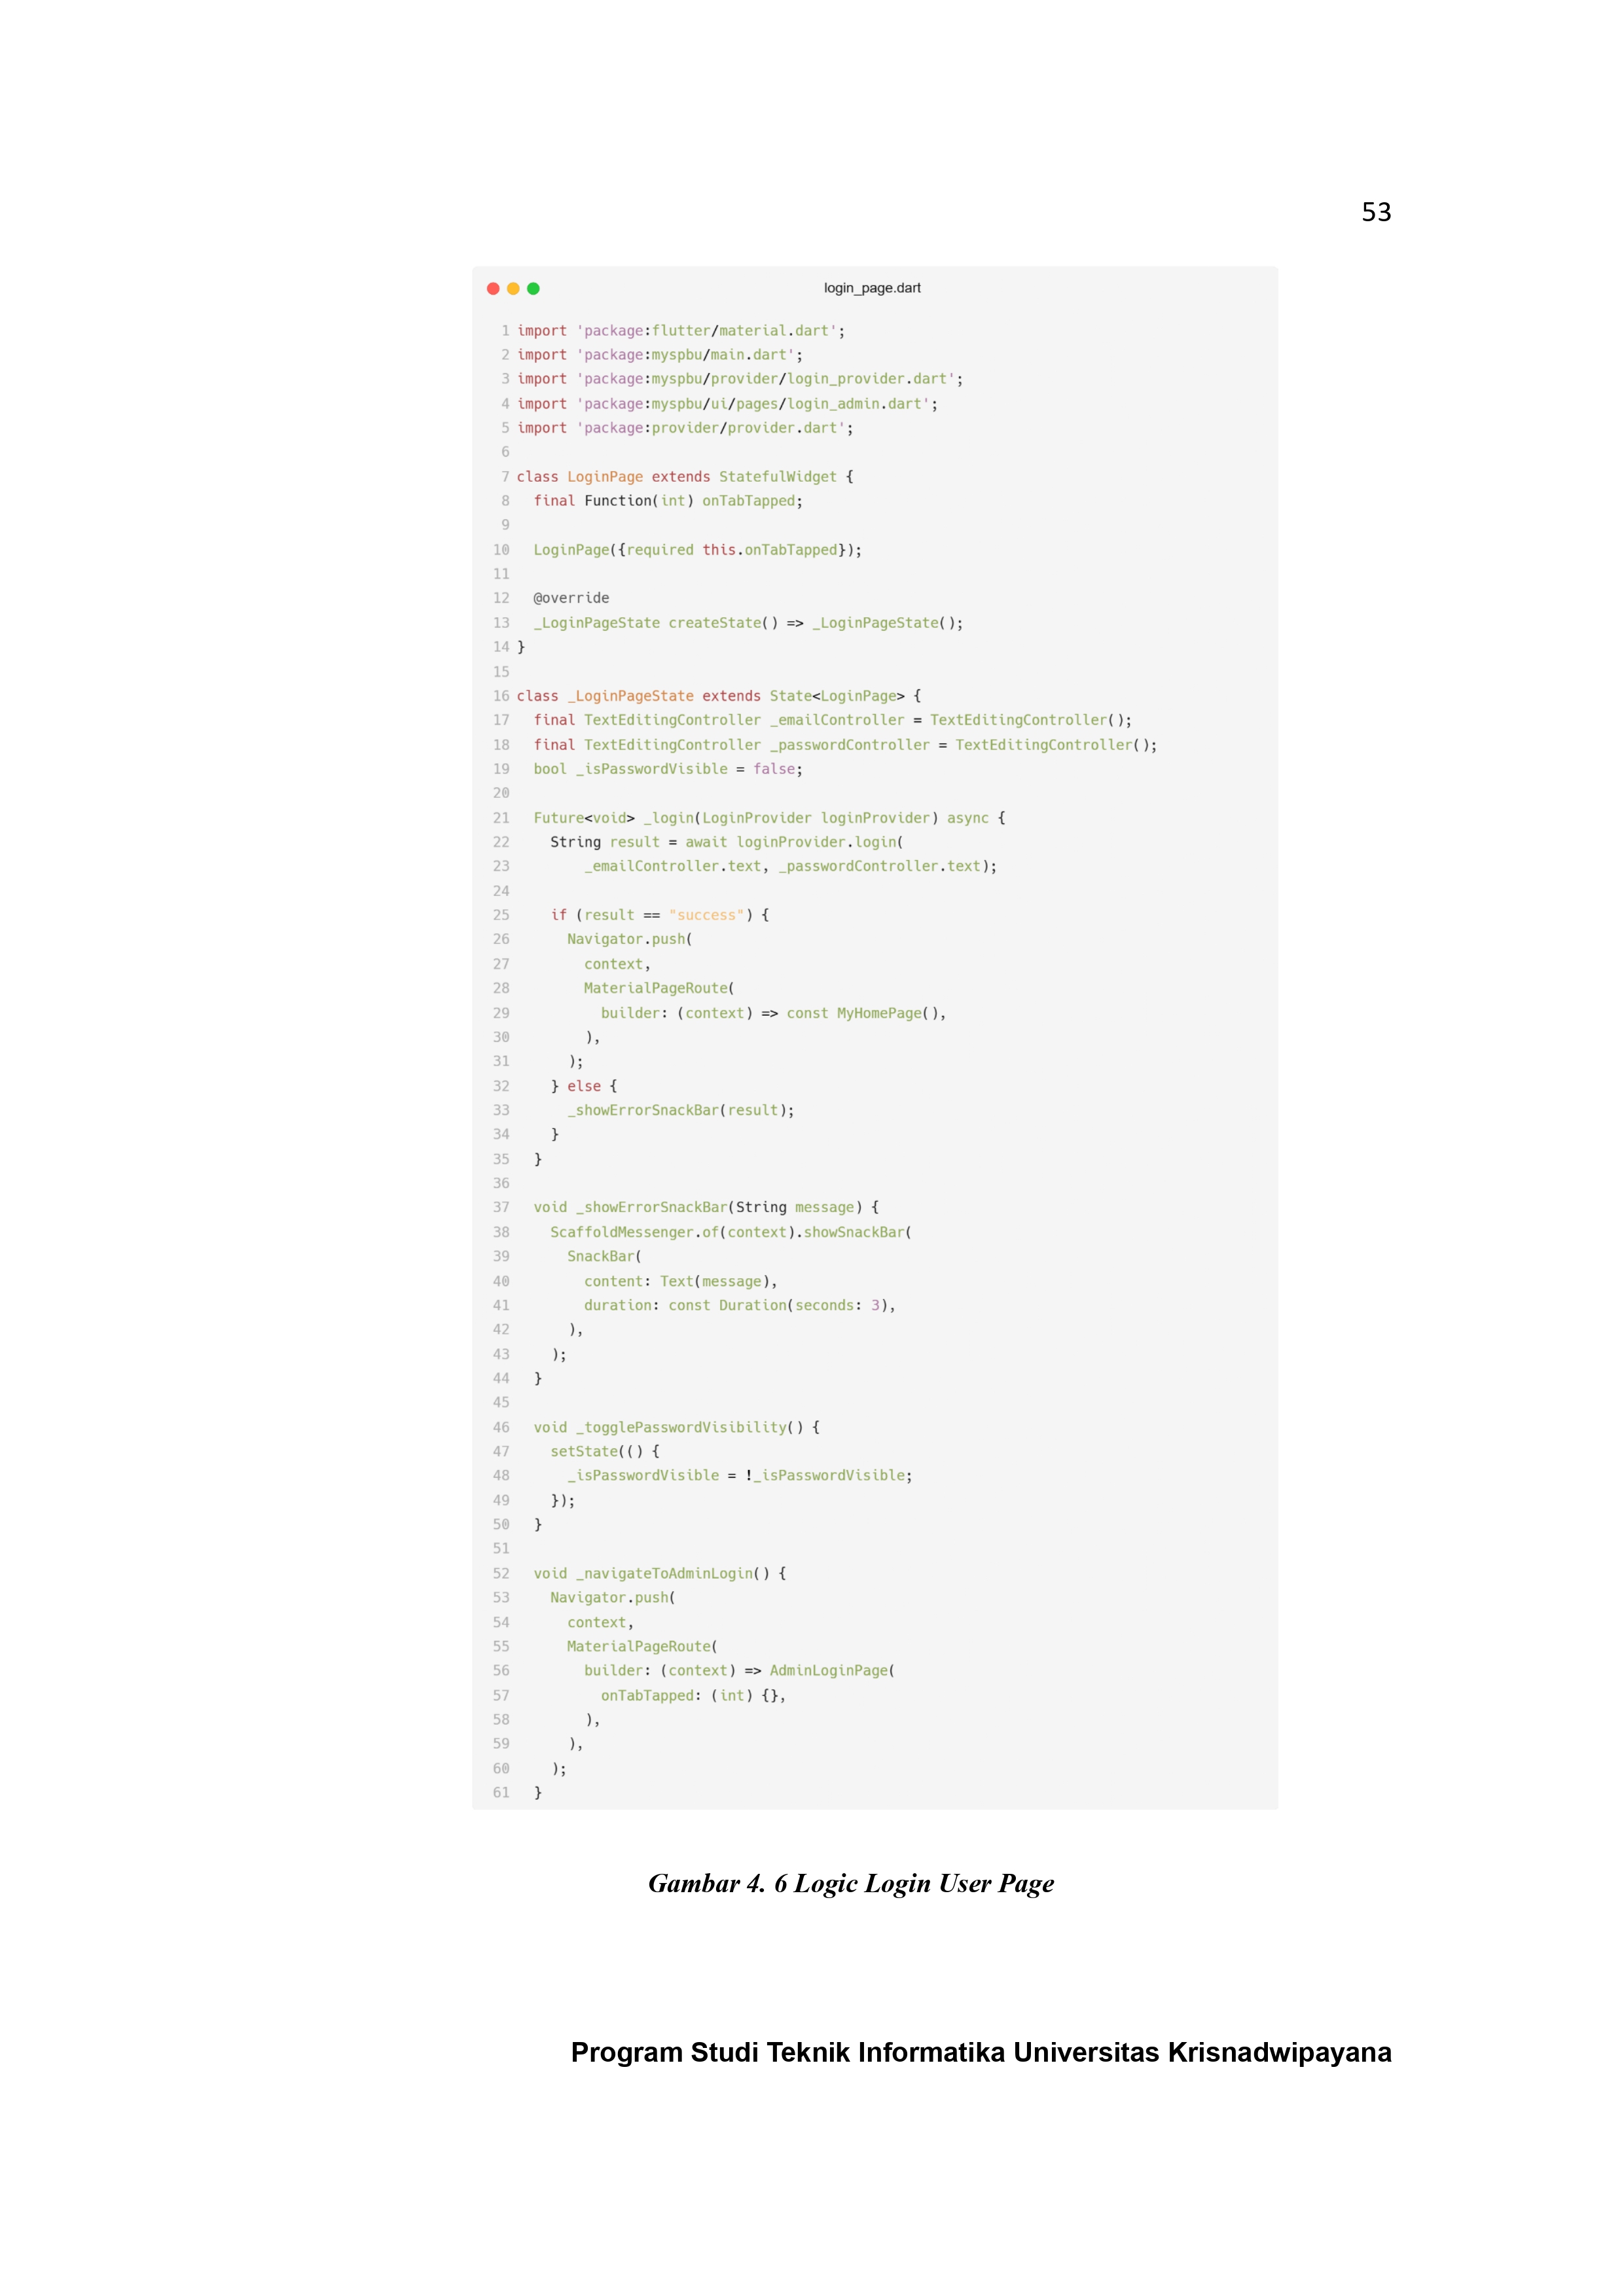 53
login_page.dart
1 import 'package:flutter/material.dart';
2 import 'package:myspbu/main.dart';
3 import 'package:myspbu/provider/login_provider.dart';
4 import 'package:myspbu/ui/pages/login_admin.dart';
5 import 'package:provider/provider.dart';
6
7 class LoginPage extends StatefulWidget {
8   final Function(int) onTabTapped;
9
10   LoginPage({required this.onTabTapped});
11
12   @override
13   _LoginPageState createState() => _LoginPageState();
14 }
15
16 class _LoginPageState extends State<LoginPage> {
17   final TextEditingController _emailController = TextEditingController();
18   final TextEditingController _passwordController = TextEditingController();
19   bool _isPasswordVisible = false;
20
21   Future<void> _login(LoginProvider loginProvider) async {
22     String result = await loginProvider.login(
23         _emailController.text, _passwordController.text);
24
25     if (result == "success") {
26       Navigator.push(
27         context,
28         MaterialPageRoute(
29           builder: (context) => const MyHomePage(),
30         ),
31       );
32     } else {
33       _showErrorSnackBar(result);
34     }
35   }
36
37   void _showErrorSnackBar(String message) {
38     ScaffoldMessenger.of(context).showSnackBar(
39       SnackBar(
40         content: Text(message),
41         duration: const Duration(seconds: 3),
42       ),
43     );
44   }
45
46   void _togglePasswordVisibility() {
47     setState(() {
48       _isPasswordVisible = !_isPasswordVisible;
49     });
50   }
51
52   void _navigateToAdminLogin() {
53     Navigator.push(
54       context,
55       MaterialPageRoute(
56         builder: (context) => AdminLoginPage(
57           onTabTapped: (int) {},
58         ),
59       ),
60     );
61   }
Gambar 4. 6 Logic Login User Page
Program Studi Teknik Informatika Universitas Krisnadwipayana